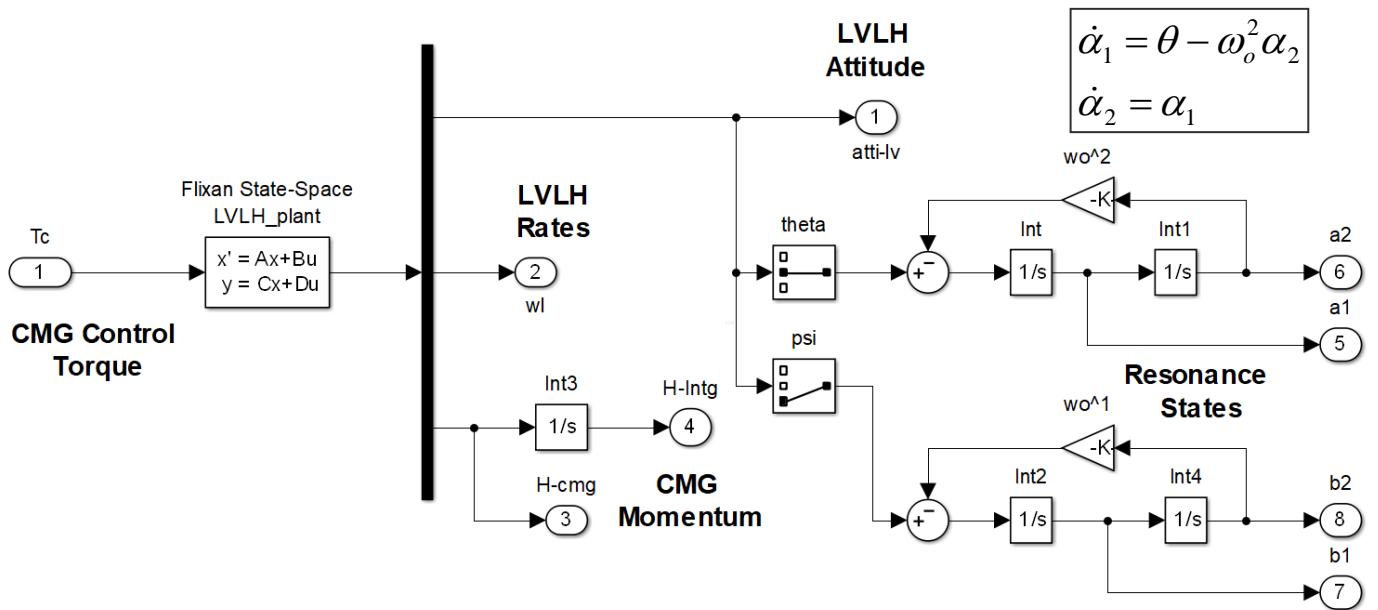 LVLH
Attitude
α̇₁ = θ − ωₒ²α₂
α̇₂ = α₁
1
atti-lv
wo^2
-K-
Flixan State-Space
LVLH_plant
x' = Ax+Bu
y = Cx+Du
LVLH
Rates
Tc
1
2
wl
theta
+
−
Int
1/s
Int1
1/s
a2
6
a1
5
CMG Control
Torque
psi
Resonance
States
Int3
1/s
H-Intg
4
wo^1
-K-
H-cmg
3
CMG
Momentum
+
−
Int2
1/s
Int4
1/s
b2
8
b1
7